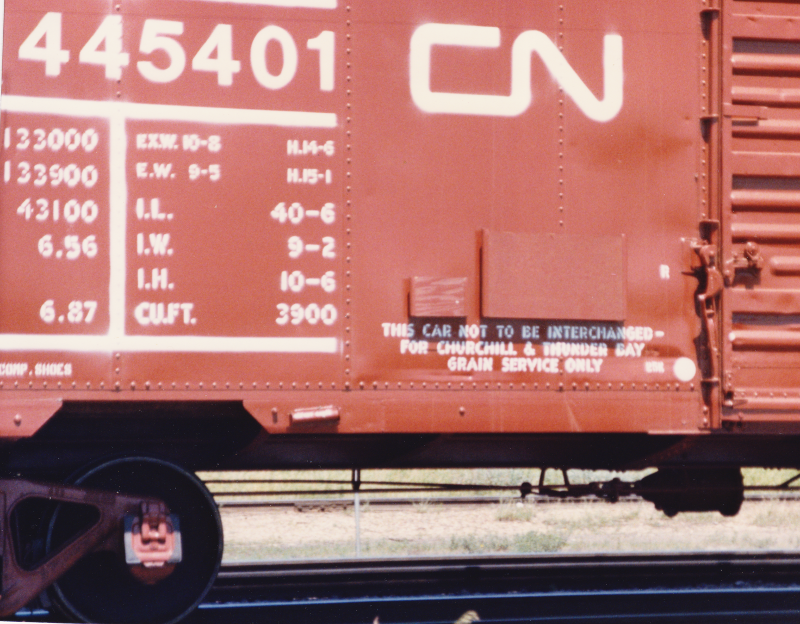 445401
CN
133000
133900
43100
6.56
6.87
EXW. 10-8 H.14-6
E.W. 9-5 H.15-1
I.L. 40-6
I.W. 9-2
I.H. 10-6
CU.FT. 3900
R
THIS CAR NOT TO BE INTERCHANGED-
FOR CHURCHILL & THUNDER BAY
GRAIN SERVICE ONLY
COMP. SHOES